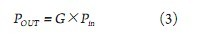 P_OUT = G × P_in (3)